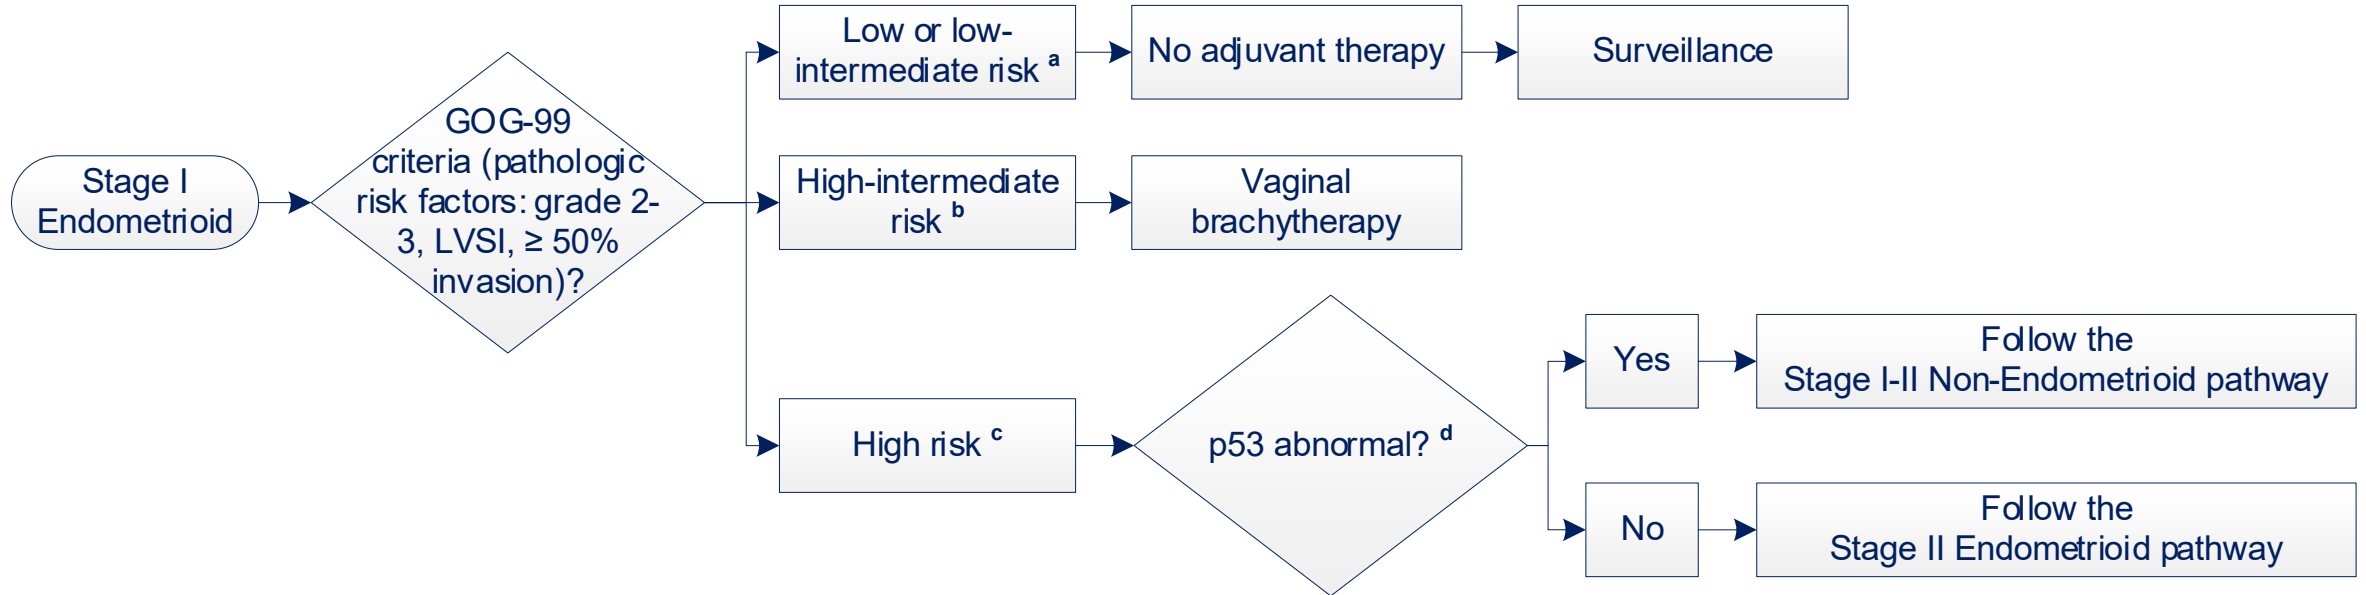 Stage I
Endometrioid
GOG-99
criteria (pathologic
risk factors: grade 2-
3, LVSI, ≥ 50%
invasion)?
Low or low-
intermediate risk a
No adjuvant therapy
Surveillance
High-intermediate
risk b
Vaginal
brachytherapy
High risk c
p53 abnormal? d
Yes
Follow the
Stage I-II Non-Endometrioid pathway
No
Follow the
Stage II Endometrioid pathway